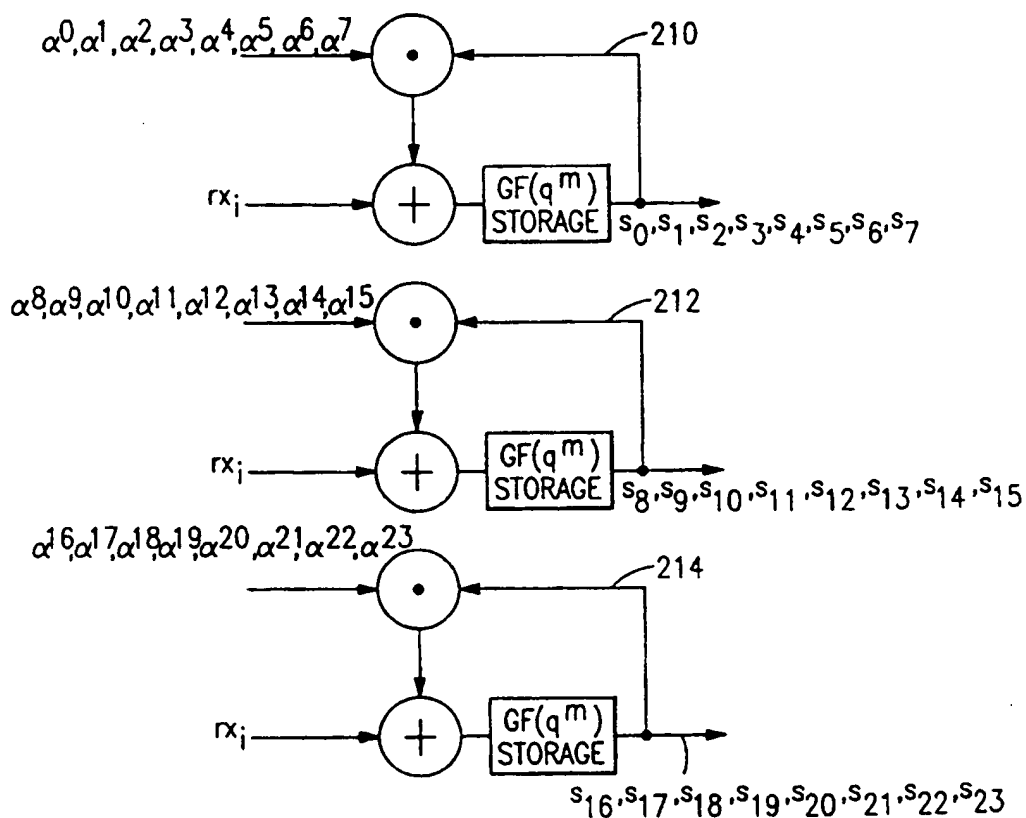 α⁰,α¹,α²,α³,α⁴,α⁵,α⁶,α⁷
210
rxᵢ
+
GF(qᵐ)
STORAGE
s₀,s₁,s₂,s₃,s₄,s₅,s₆,s₇
α⁸,α⁹,α¹⁰,α¹¹,α¹²,α¹³,α¹⁴,α¹⁵
212
rxᵢ
+
GF(qᵐ)
STORAGE
s₈,s₉,s₁₀,s₁₁,s₁₂,s₁₃,s₁₄,s₁₅
α¹⁶,α¹⁷,α¹⁸,α¹⁹,α²⁰,α²¹,α²²,α²³
214
rxᵢ
+
GF(qᵐ)
STORAGE
s₁₆,s₁₇,s₁₈,s₁₉,s₂₀,s₂₁,s₂₂,s₂₃